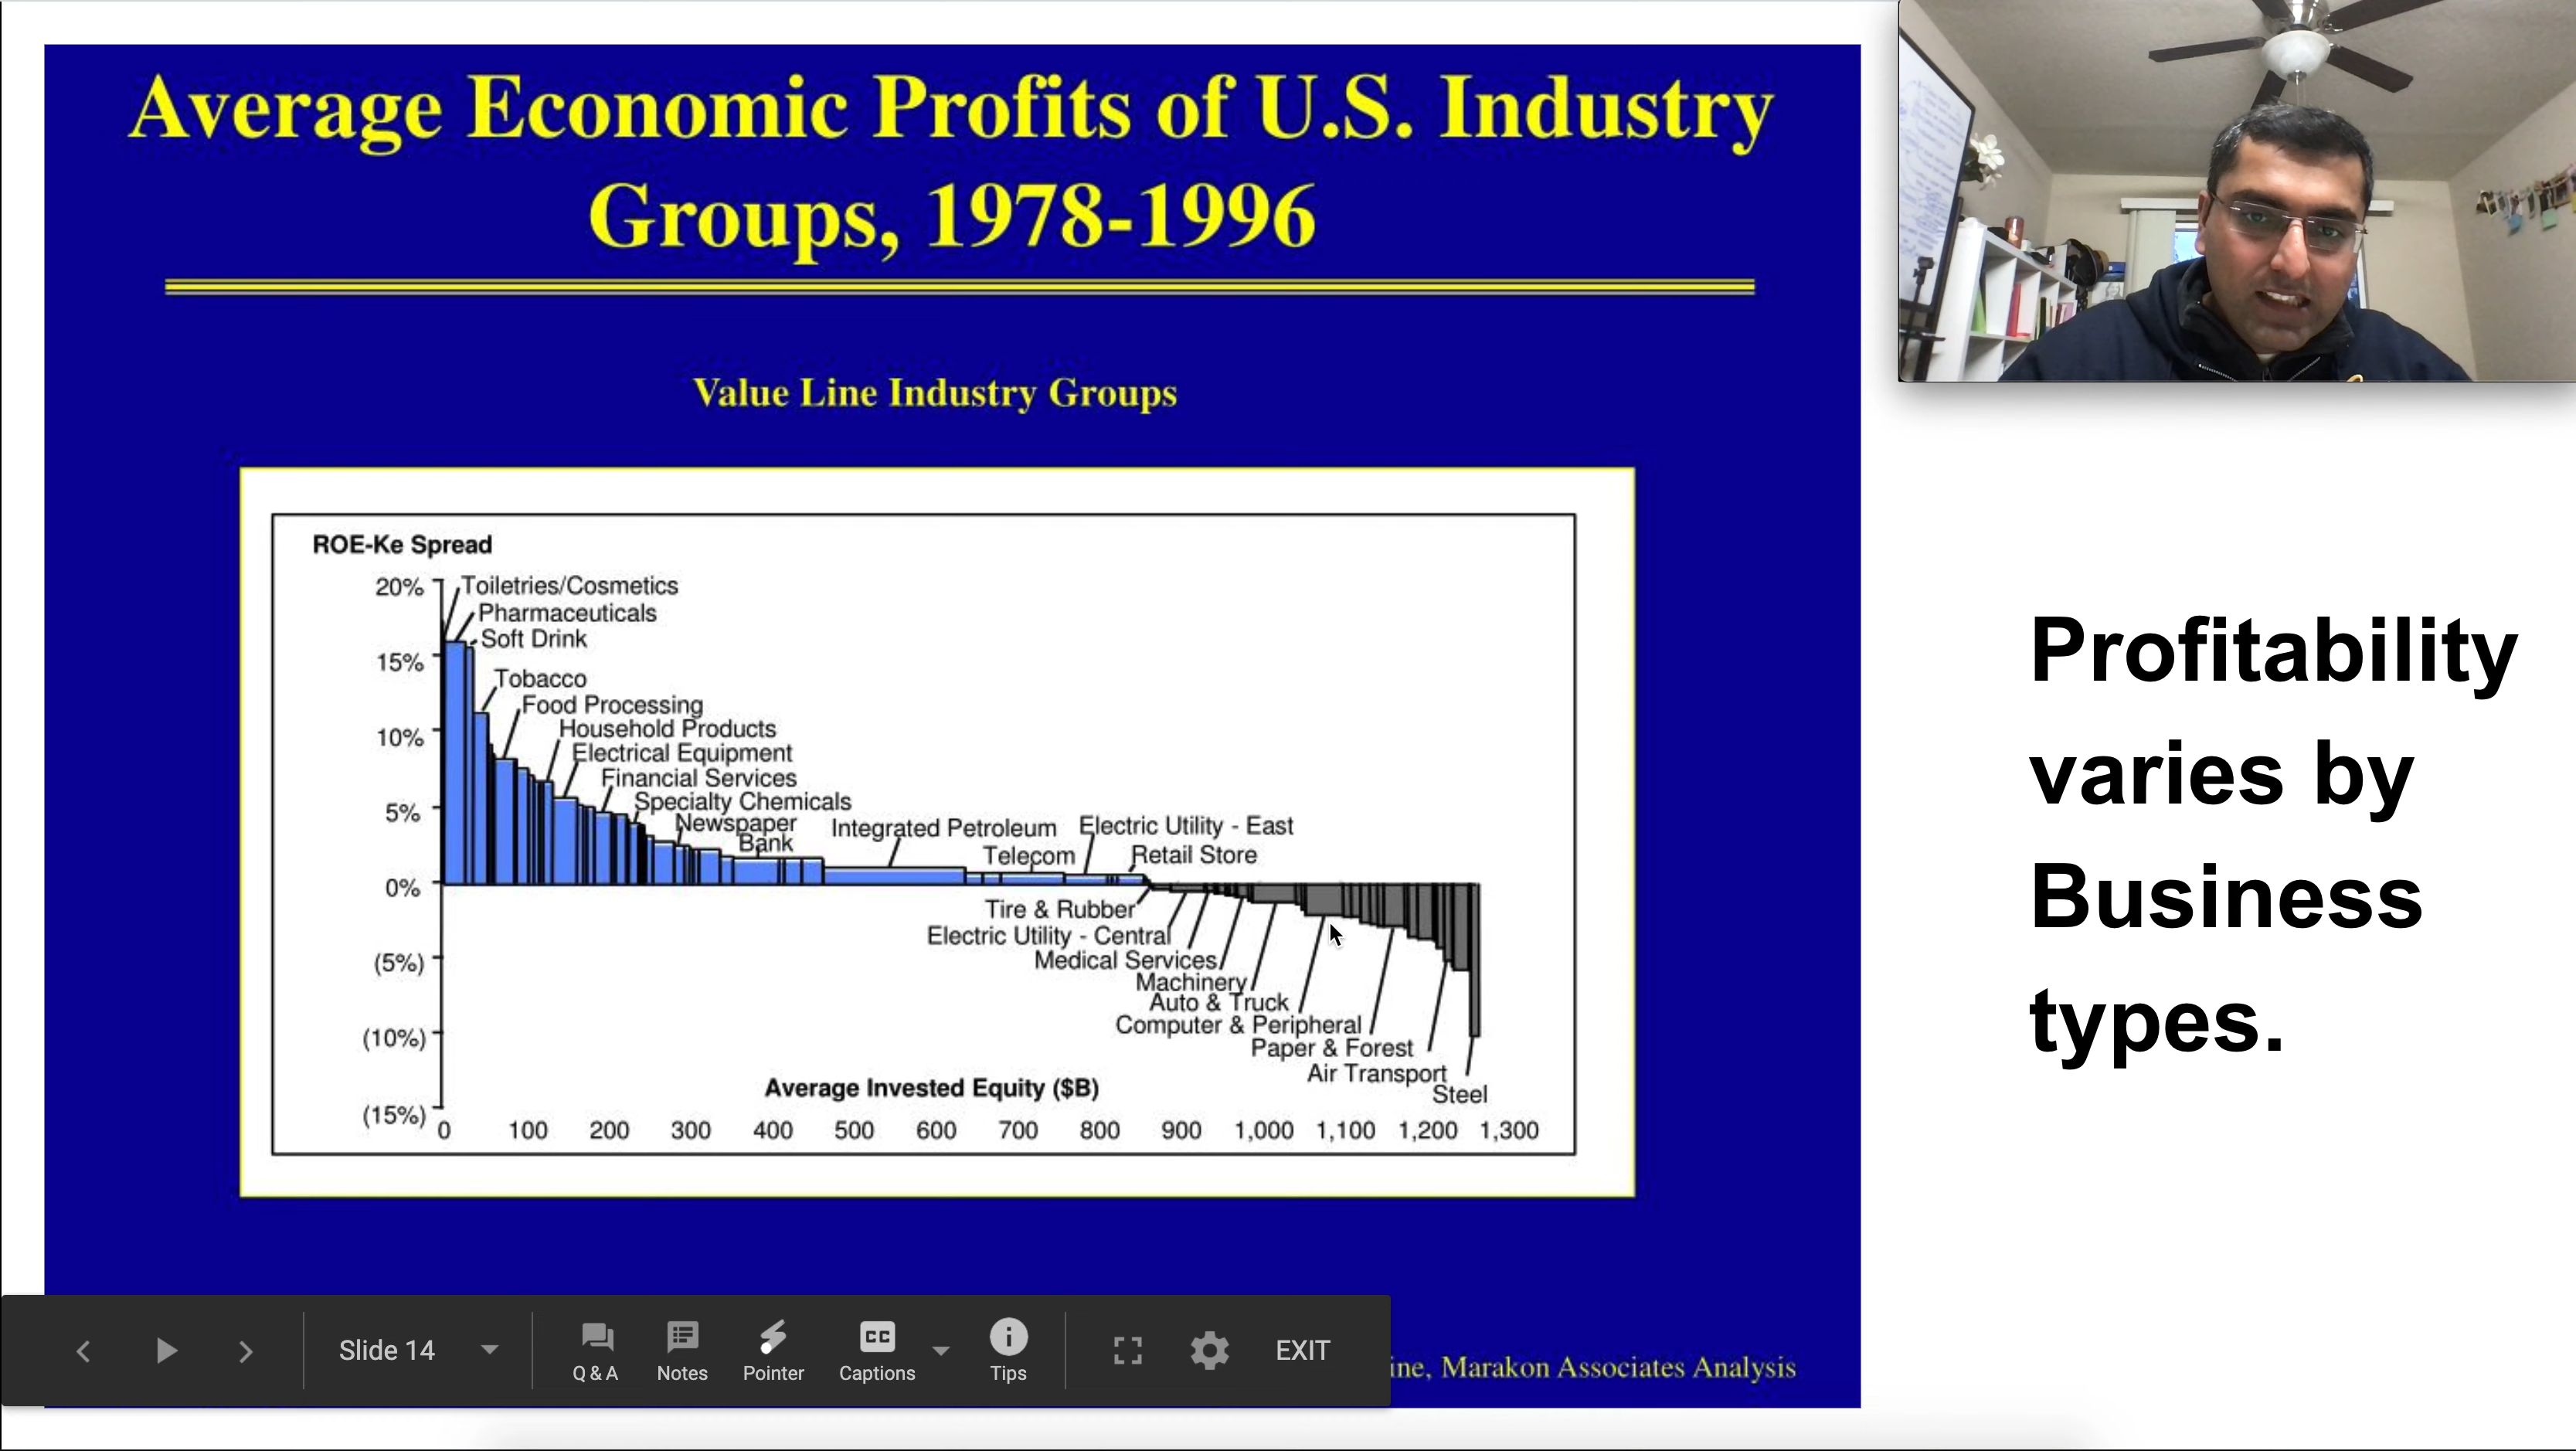 Average Economic Profits of U.S. Industry
Groups, 1978-1996
Value Line Industry Groups
ROE-Ke Spread
20%
15%
10%
5%
0%
(5%)
(10%)
(15%)
Toiletries/Cosmetics
Pharmaceuticals
Soft Drink
Tobacco
Food Processing
Household Products
Electrical Equipment
Financial Services
Specialty Chemicals
Newspaper
Bank
Integrated Petroleum
Telecom
Electric Utility - East
Retail Store
Tire & Rubber
Electric Utility - Central
Medical Services
Machinery
Auto & Truck
Computer & Peripheral
Paper & Forest
Air Transport
Steel
Average Invested Equity ($B)
0 100 200 300 400 500 600 700 800 900 1,000 1,100 1,200 1,300
Profitability
varies by
Business
types.
Slide 14
Q & A
Notes
Pointer
CC
Captions
Tips
EXIT
ine, Marakon Associates Analysis